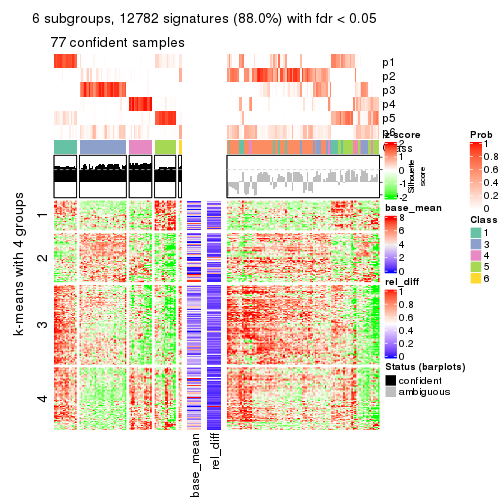 6 subgroups, 12782 signatures (88.0%) with fdr < 0.05
77 confident samples
p1
p2
p3
p4
p5
p6
Class
z-score
2
1
0
-1
-2
Silhouette
score
Prob
1
0.8
0.6
0.4
0.2
0
base_mean
8
6
4
2
0
Class
1
3
4
5
6
rel_diff
1
0.8
0.6
0.4
0.2
0
Status (barplots)
confident
ambiguous
k-means with 4 groups
1
2
3
4
base_mean
rel_diff